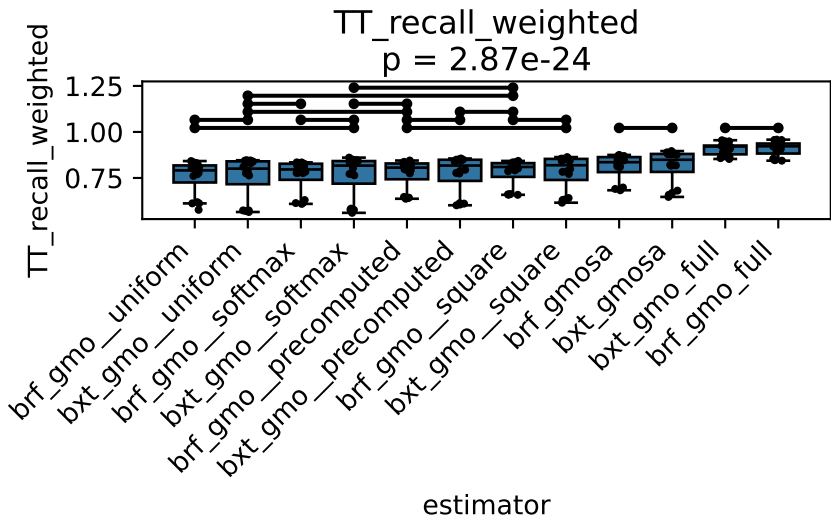 TT_recall_weighted
p = 2.87e-24
TT_recall_weighted
1.25
1.00
0.75
brf_gmo__uniform
bxt_gmo__uniform
brf_gmo__softmax
bxt_gmo__softmax
brf_gmo__precomputed
bxt_gmo__precomputed
brf_gmo__square
bxt_gmo__square
brf_gmosa
bxt_gmosa
bxt_gmo_full
brf_gmo_full
estimator